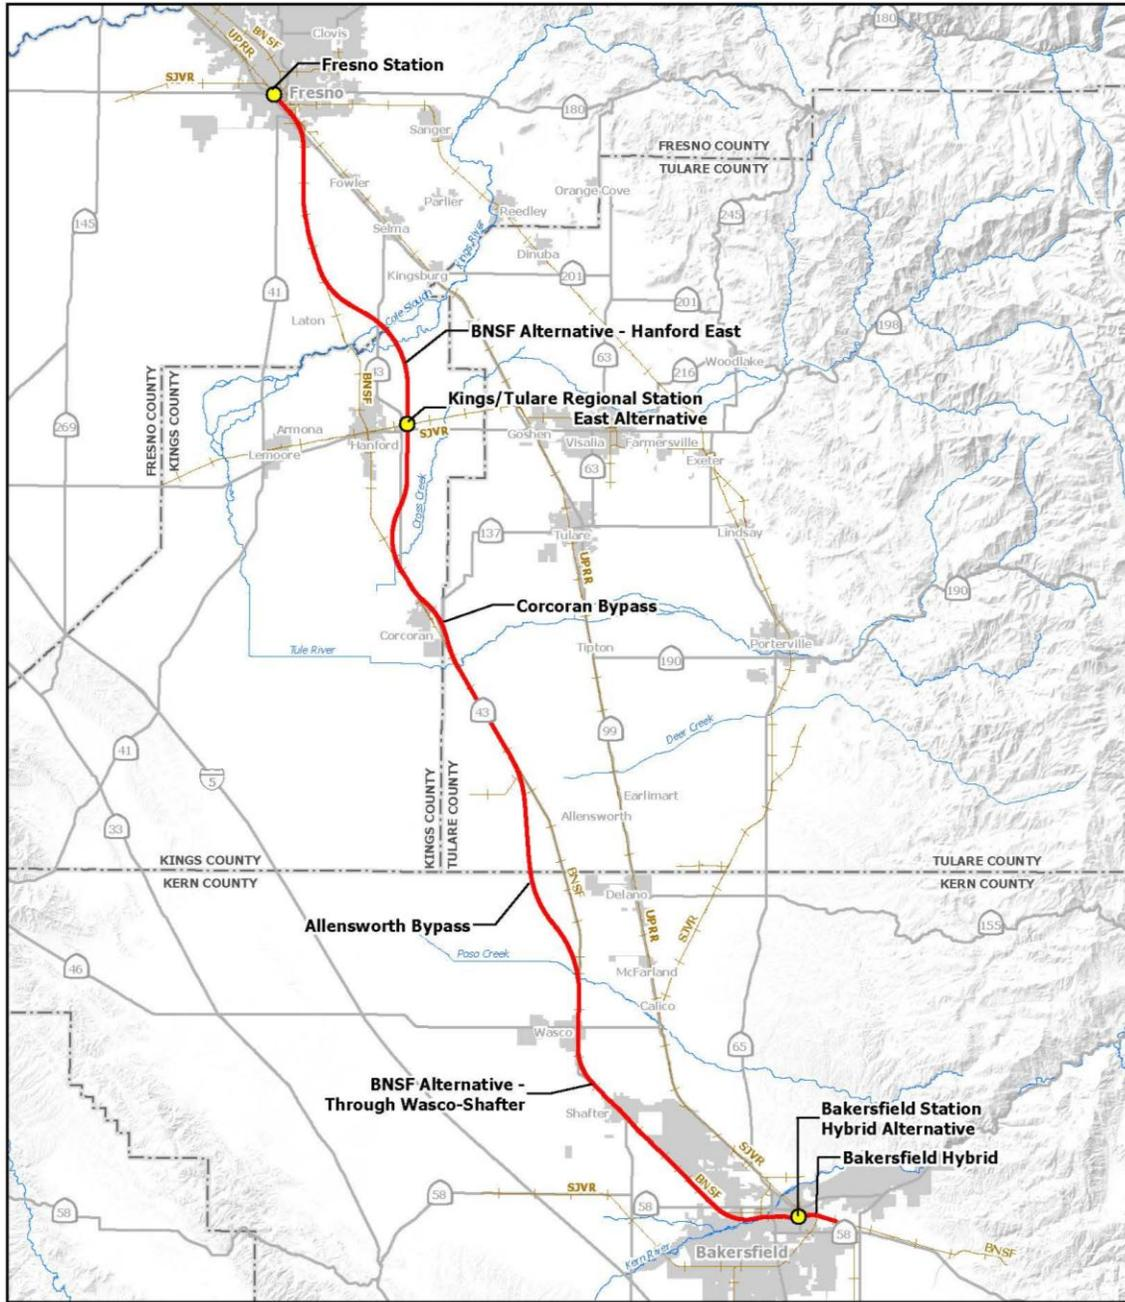 180
Clovis
BNSF
UPRR
Fresno Station
SJVR
Fresno
180
Sanger
FRESNO COUNTY
TULARE COUNTY
Fowler
Parlier
Orange Cove
Reedley
145
245
Selma
Kings River
Dinuba
Kingsburg
201
41
201
Cole Slough
Laton
198
BNSF Alternative - Hanford East
63
Woodlake
216
43
BNSF
FRESNO COUNTY
KINGS COUNTY
Kings/Tulare Regional Station
East Alternative
269
Armona
SJVR
Hanford
Goshen
Visalia
Farmersville
Lemoore
Exeter
63
Cross Creek
137
Tulare
Lindsay
UPRR
190
Corcoran Bypass
Corcoran
Tule River
Tipton
190
Porterville
43
Deer Creek
99
41
5
KINGS COUNTY
TULARE COUNTY
Earlimart
Allensworth
33
KINGS COUNTY
KERN COUNTY
TULARE COUNTY
KERN COUNTY
BNSF
Delano
Allensworth Bypass
UPRR
SJVR
155
Poso Creek
46
McFarland
Calico
Wasco
65
BNSF Alternative -
Through Wasco-Shafter
Shafter
Bakersfield Station
Hybrid Alternative
SJVR
Bakersfield Hybrid
58
SJVR
BNSF
58
58
58
Kern River
Bakersfield
BNSF